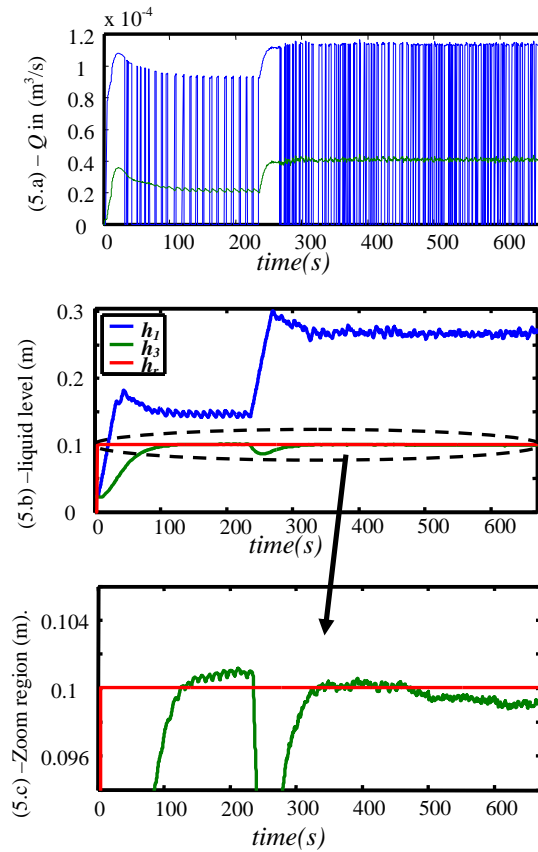 x 10⁻⁴
(5.a) – Q in (m³/s)
1.2
1
0.8
0.6
0.4
0.2
0
0 100 200 300 400 500 600
time(s)
(5.b) –liquid level (m)
0.3
0.2
0.1
0
h₁
h₃
hᵣ
0 100 200 300 400 500 600
time(s)
(5.c) –Zoom region (m).
0.104
0.1
0.096
0 100 200 300 400 500 600
time(s)